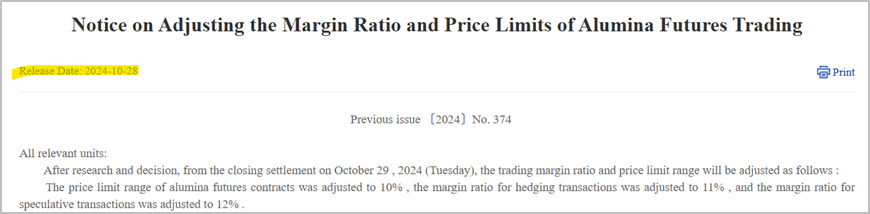 Notice on Adjusting the Margin Ratio and Price Limits of Alumina Futures Trading
Release Date: 2024-10-28
Print
Previous issue 〔2024〕No. 374
All relevant units:
After research and decision, from the closing settlement on October 29 , 2024 (Tuesday), the trading margin ratio and price limit range will be adjusted as follows :
The price limit range of alumina futures contracts was adjusted to 10% , the margin ratio for hedging transactions was adjusted to 11% , and the margin ratio for
speculative transactions was adjusted to 12% .